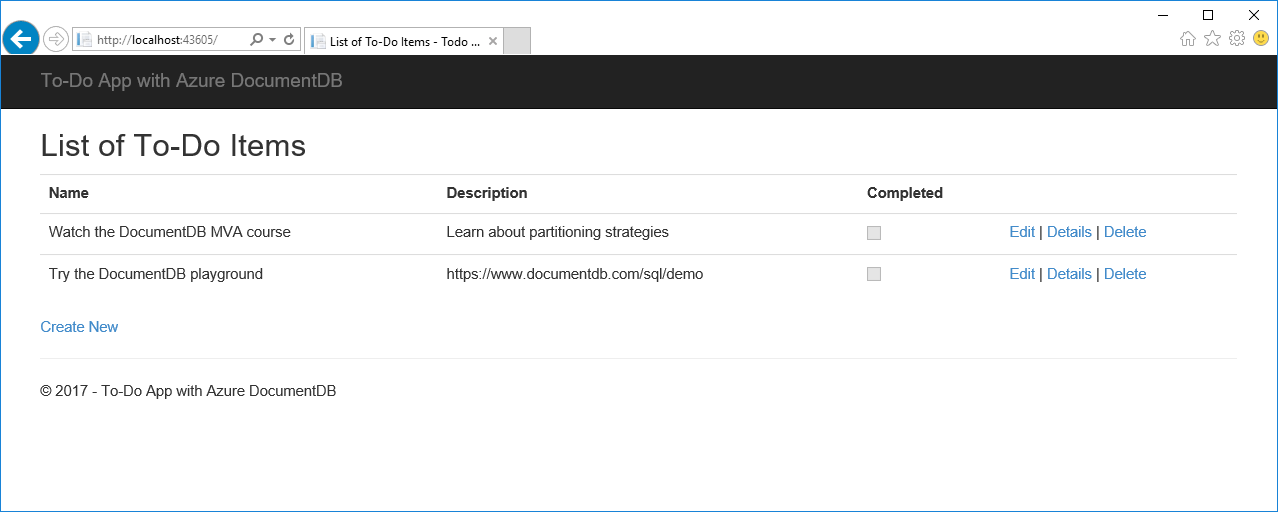 http://localhost:43605/
List of To-Do Items - Todo ...
To-Do App with Azure DocumentDB
List of To-Do Items
Name Description Completed
Watch the DocumentDB MVA course Learn about partitioning strategies Edit | Details | Delete
Try the DocumentDB playground https://www.documentdb.com/sql/demo Edit | Details | Delete
Create New
© 2017 - To-Do App with Azure DocumentDB